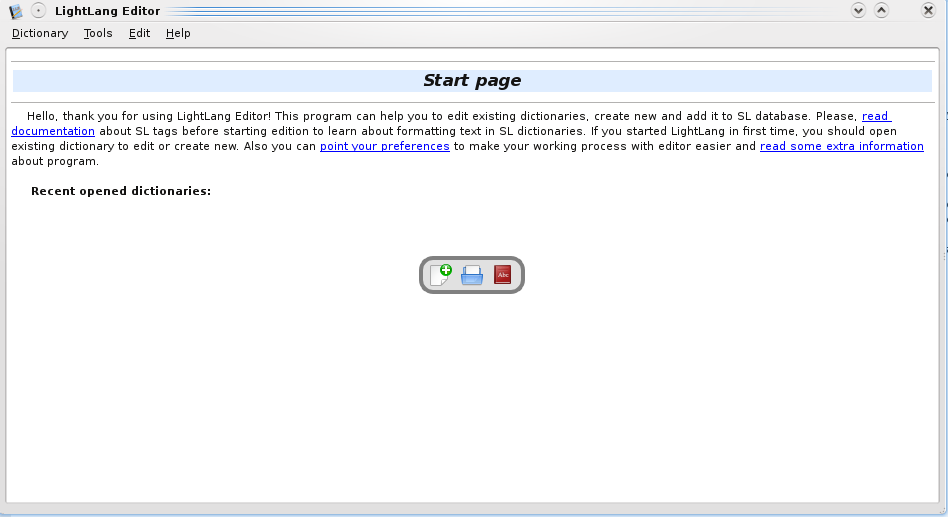 LightLang Editor
Dictionary Tools Edit Help
Start page
Hello, thank you for using LightLang Editor! This program can help you to edit existing dictionaries, create new and add it to SL database. Please, read
documentation about SL tags before starting edition to learn about formatting text in SL dictionaries. If you started LightLang in first time, you should open
existing dictionary to edit or create new. Also you can point your preferences to make your working process with editor easier and read some extra information
about program.
Recent opened dictionaries:
Abc